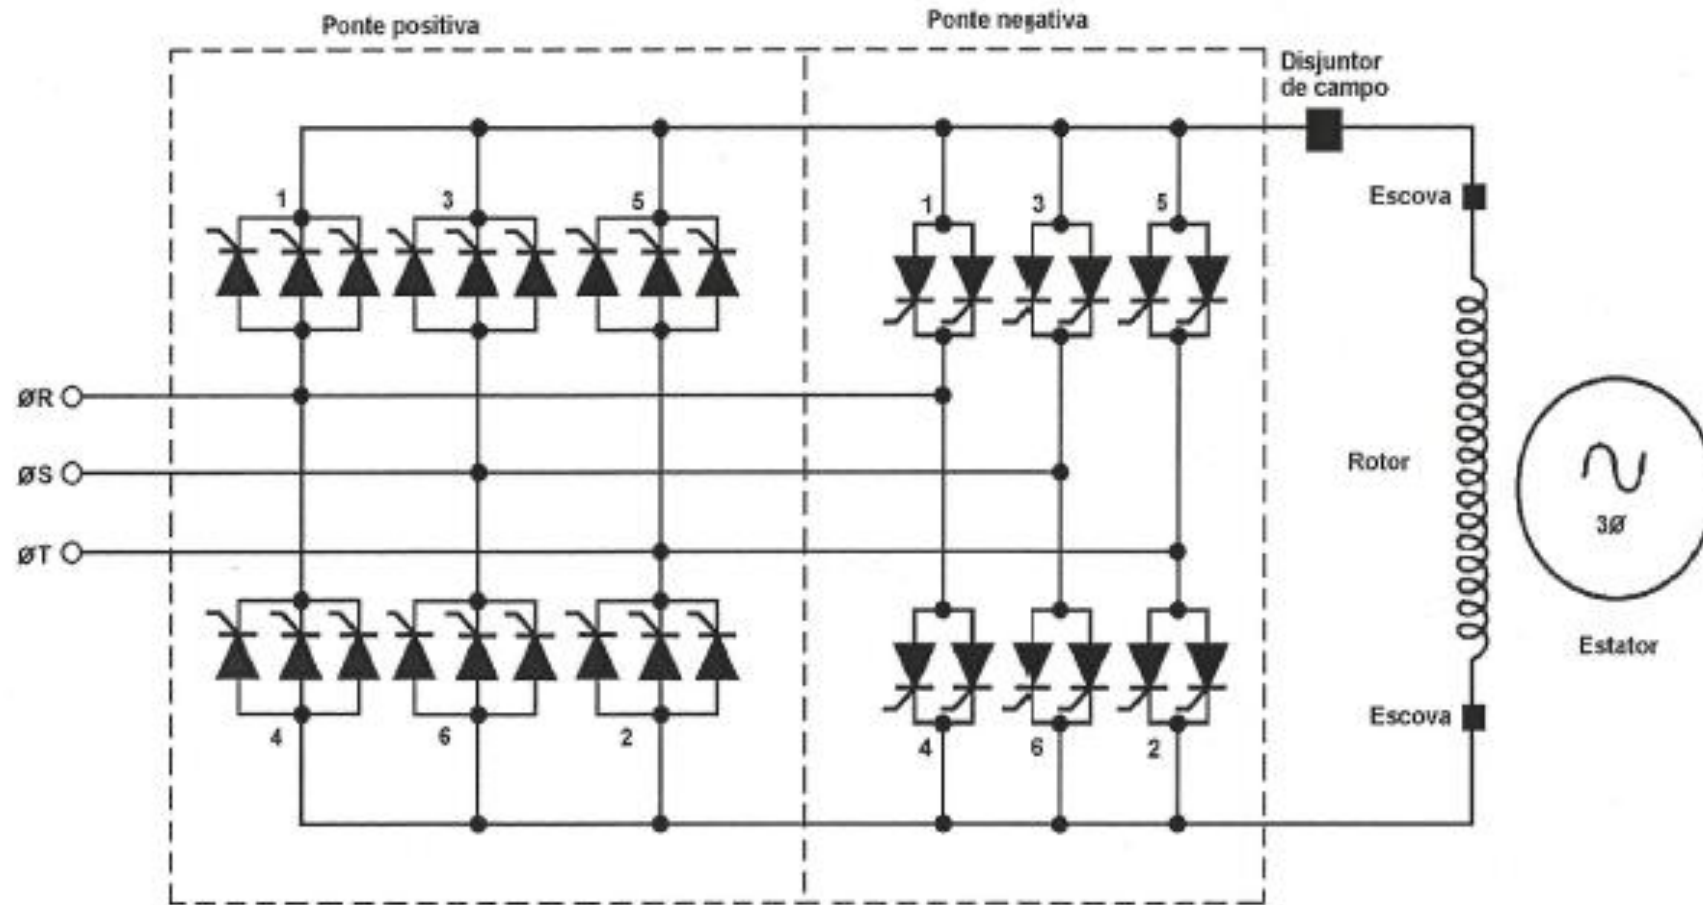 Ponte positiva
Ponte negativa
Disjuntor
de campo
1
3
5
1
3
5
Escova
ØR
ØS
ØT
Rotor
3Ø
Estator
4
6
2
4
6
2
Escova